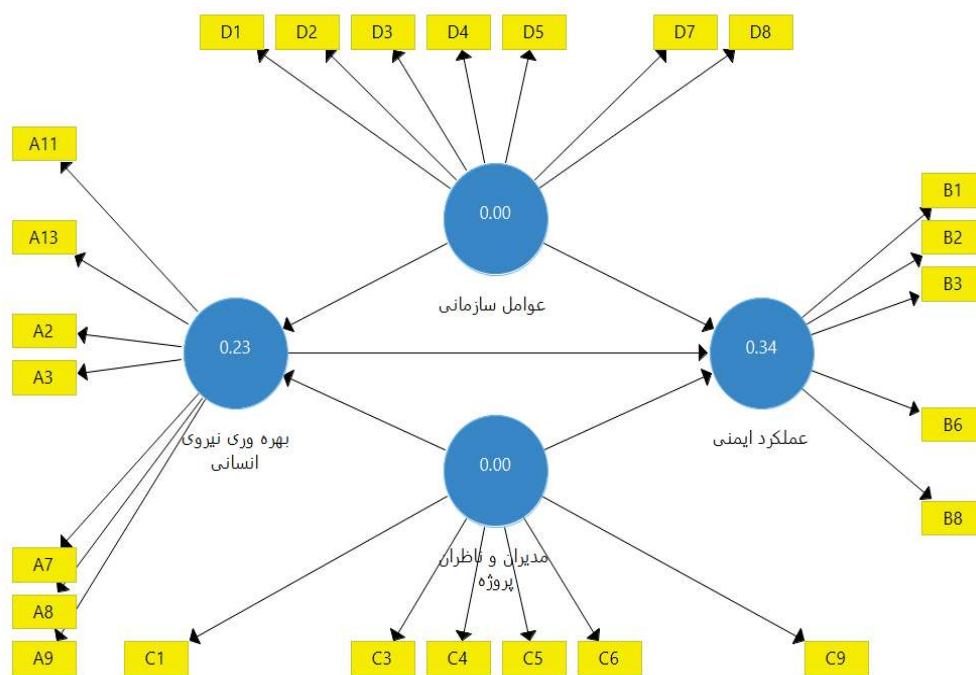 D1 D2 D3 D4 D5 D7 D8
A11
A13
A2
A3
A7
A8
A9
0.00
عوامل سازمانی
0.23
بهره وری نیروی
انسانی
0.34
عملکرد ایمنی
0.00
مدیران و ناظران
پروژه
B1
B2
B3
B6
B8
C1 C3 C4 C5 C6 C9